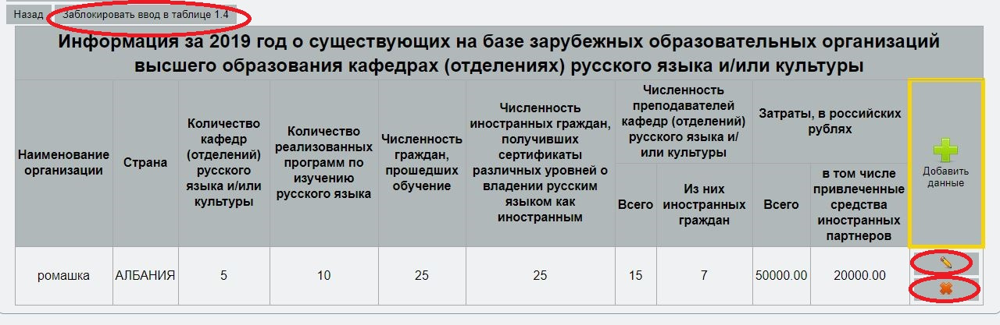 Назад
Заблокировать ввод в таблице 1.4
Информация за 2019 год о существующих на базе зарубежных образовательных организаций
высшего образования кафедрах (отделениях) русского языка и/или культуры
Наименование
организации
Страна
Количество
кафедр
(отделений)
русского
языка и/или
культуры
Количество
реализованных
программ по
изучению
русского языка
Численность
граждан,
прошедших
обучение
Численность
иностранных граждан,
получивших
сертификаты
различных уровней о
владении русским
языком как
иностранным
Численность
преподавателей
кафедр (отделений)
русского языка и/
или культуры
Всего
Из них
иностранных
граждан
Затраты, в российских
рублях
Всего
в том числе
привлеченные
средства
иностранных
партнеров
Добавить
данные
ромашка
АЛБАНИЯ
5
10
25
25
15
7
50000.00
20000.00